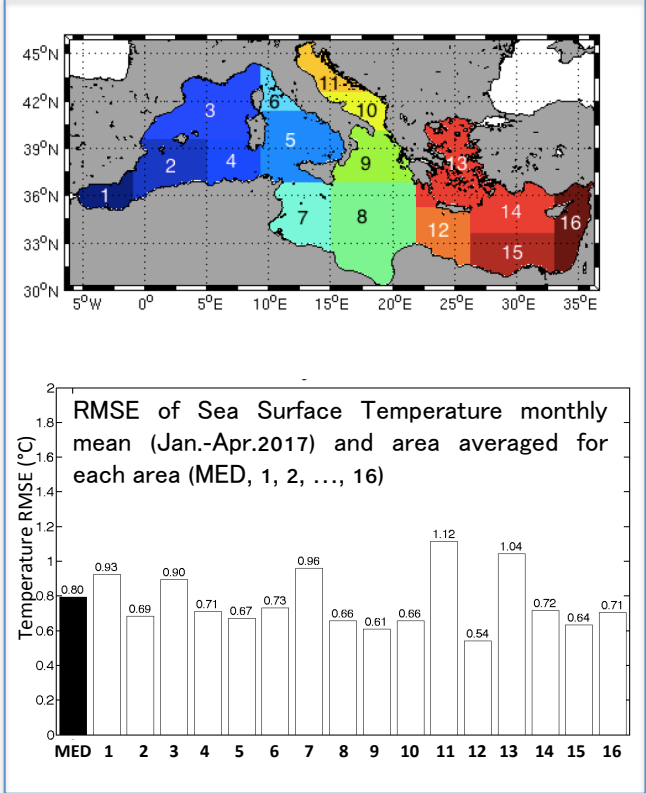 45°N
42°N
39°N
36°N
33°N
30°N
11
6
3
10
5
9
13
2
4
1
7
8
12
14
16
15
5°W 0° 5°E 10°E 15°E 20°E 25°E 30°E 35°E
RMSE of Sea Surface Temperature monthly
mean (Jan.-Apr.2017) and area averaged for
each area (MED, 1, 2, ..., 16)
Temperature RMSE (°C)
2
1.8
1.6
1.4
1.2
1
0.8
0.6
0.4
0.2
0
0.80 0.93 0.69 0.90 0.71 0.67 0.73 0.96 0.66 0.61 0.66 1.12 0.54 1.04 0.72 0.64 0.71
MED 1 2 3 4 5 6 7 8 9 10 11 12 13 14 15 16